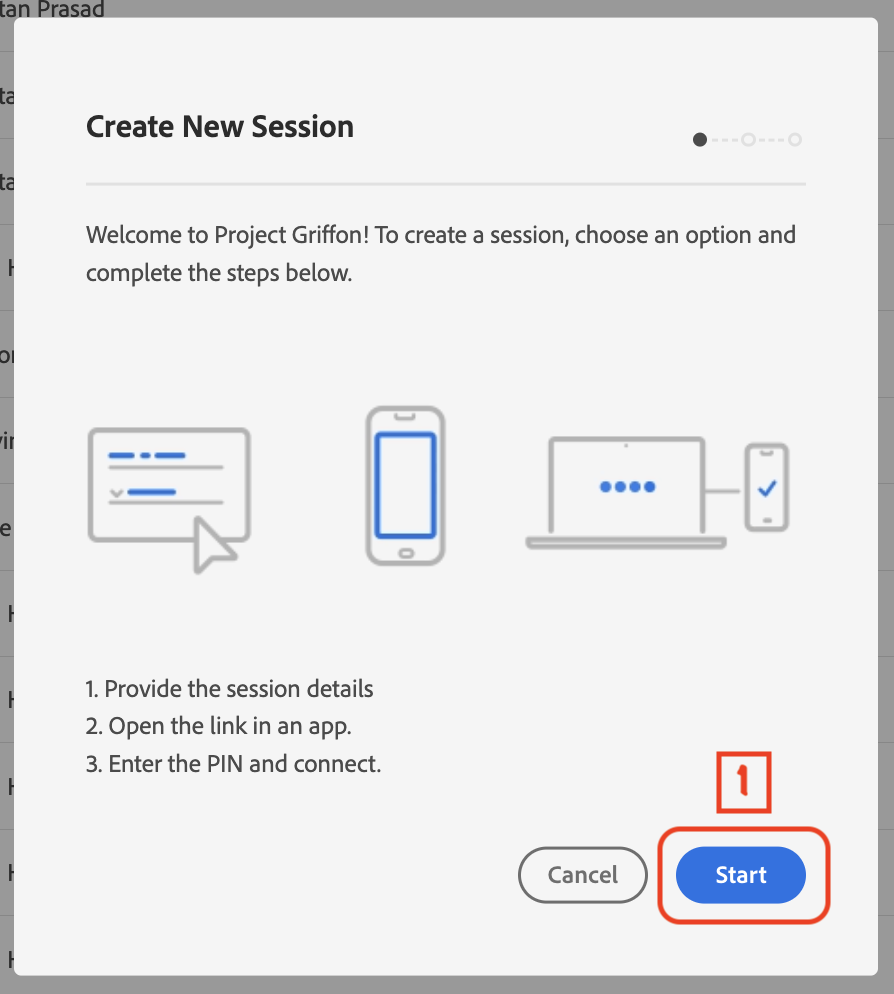 tan Prasad
Create New Session
Welcome to Project Griffon! To create a session, choose an option and
complete the steps below.
1. Provide the session details
2. Open the link in an app.
3. Enter the PIN and connect.
1
Cancel
Start